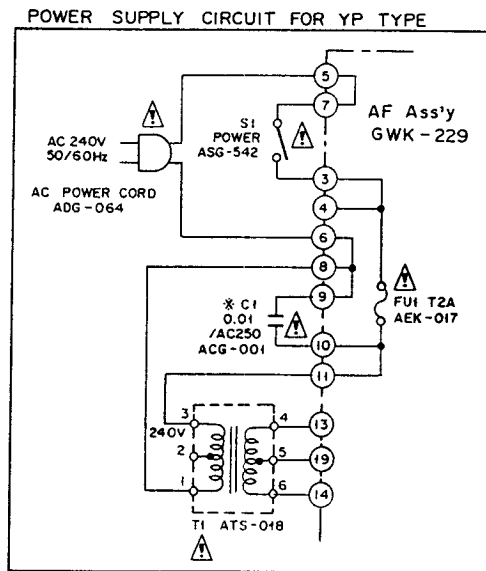 POWER SUPPLY CIRCUIT FOR YP TYPE
5
7
AF Ass'y
GWK-229
S1
POWER
ASG-542
AC 240V
50/60Hz
AC POWER CORD
ADG-064
3
4
6
8
9
※ C1
0.01
/AC250
ACG-001
FU1 T2A
AEK-017
10
11
3
240V
2
1
4
5
6
13
19
14
T1 ATS-018